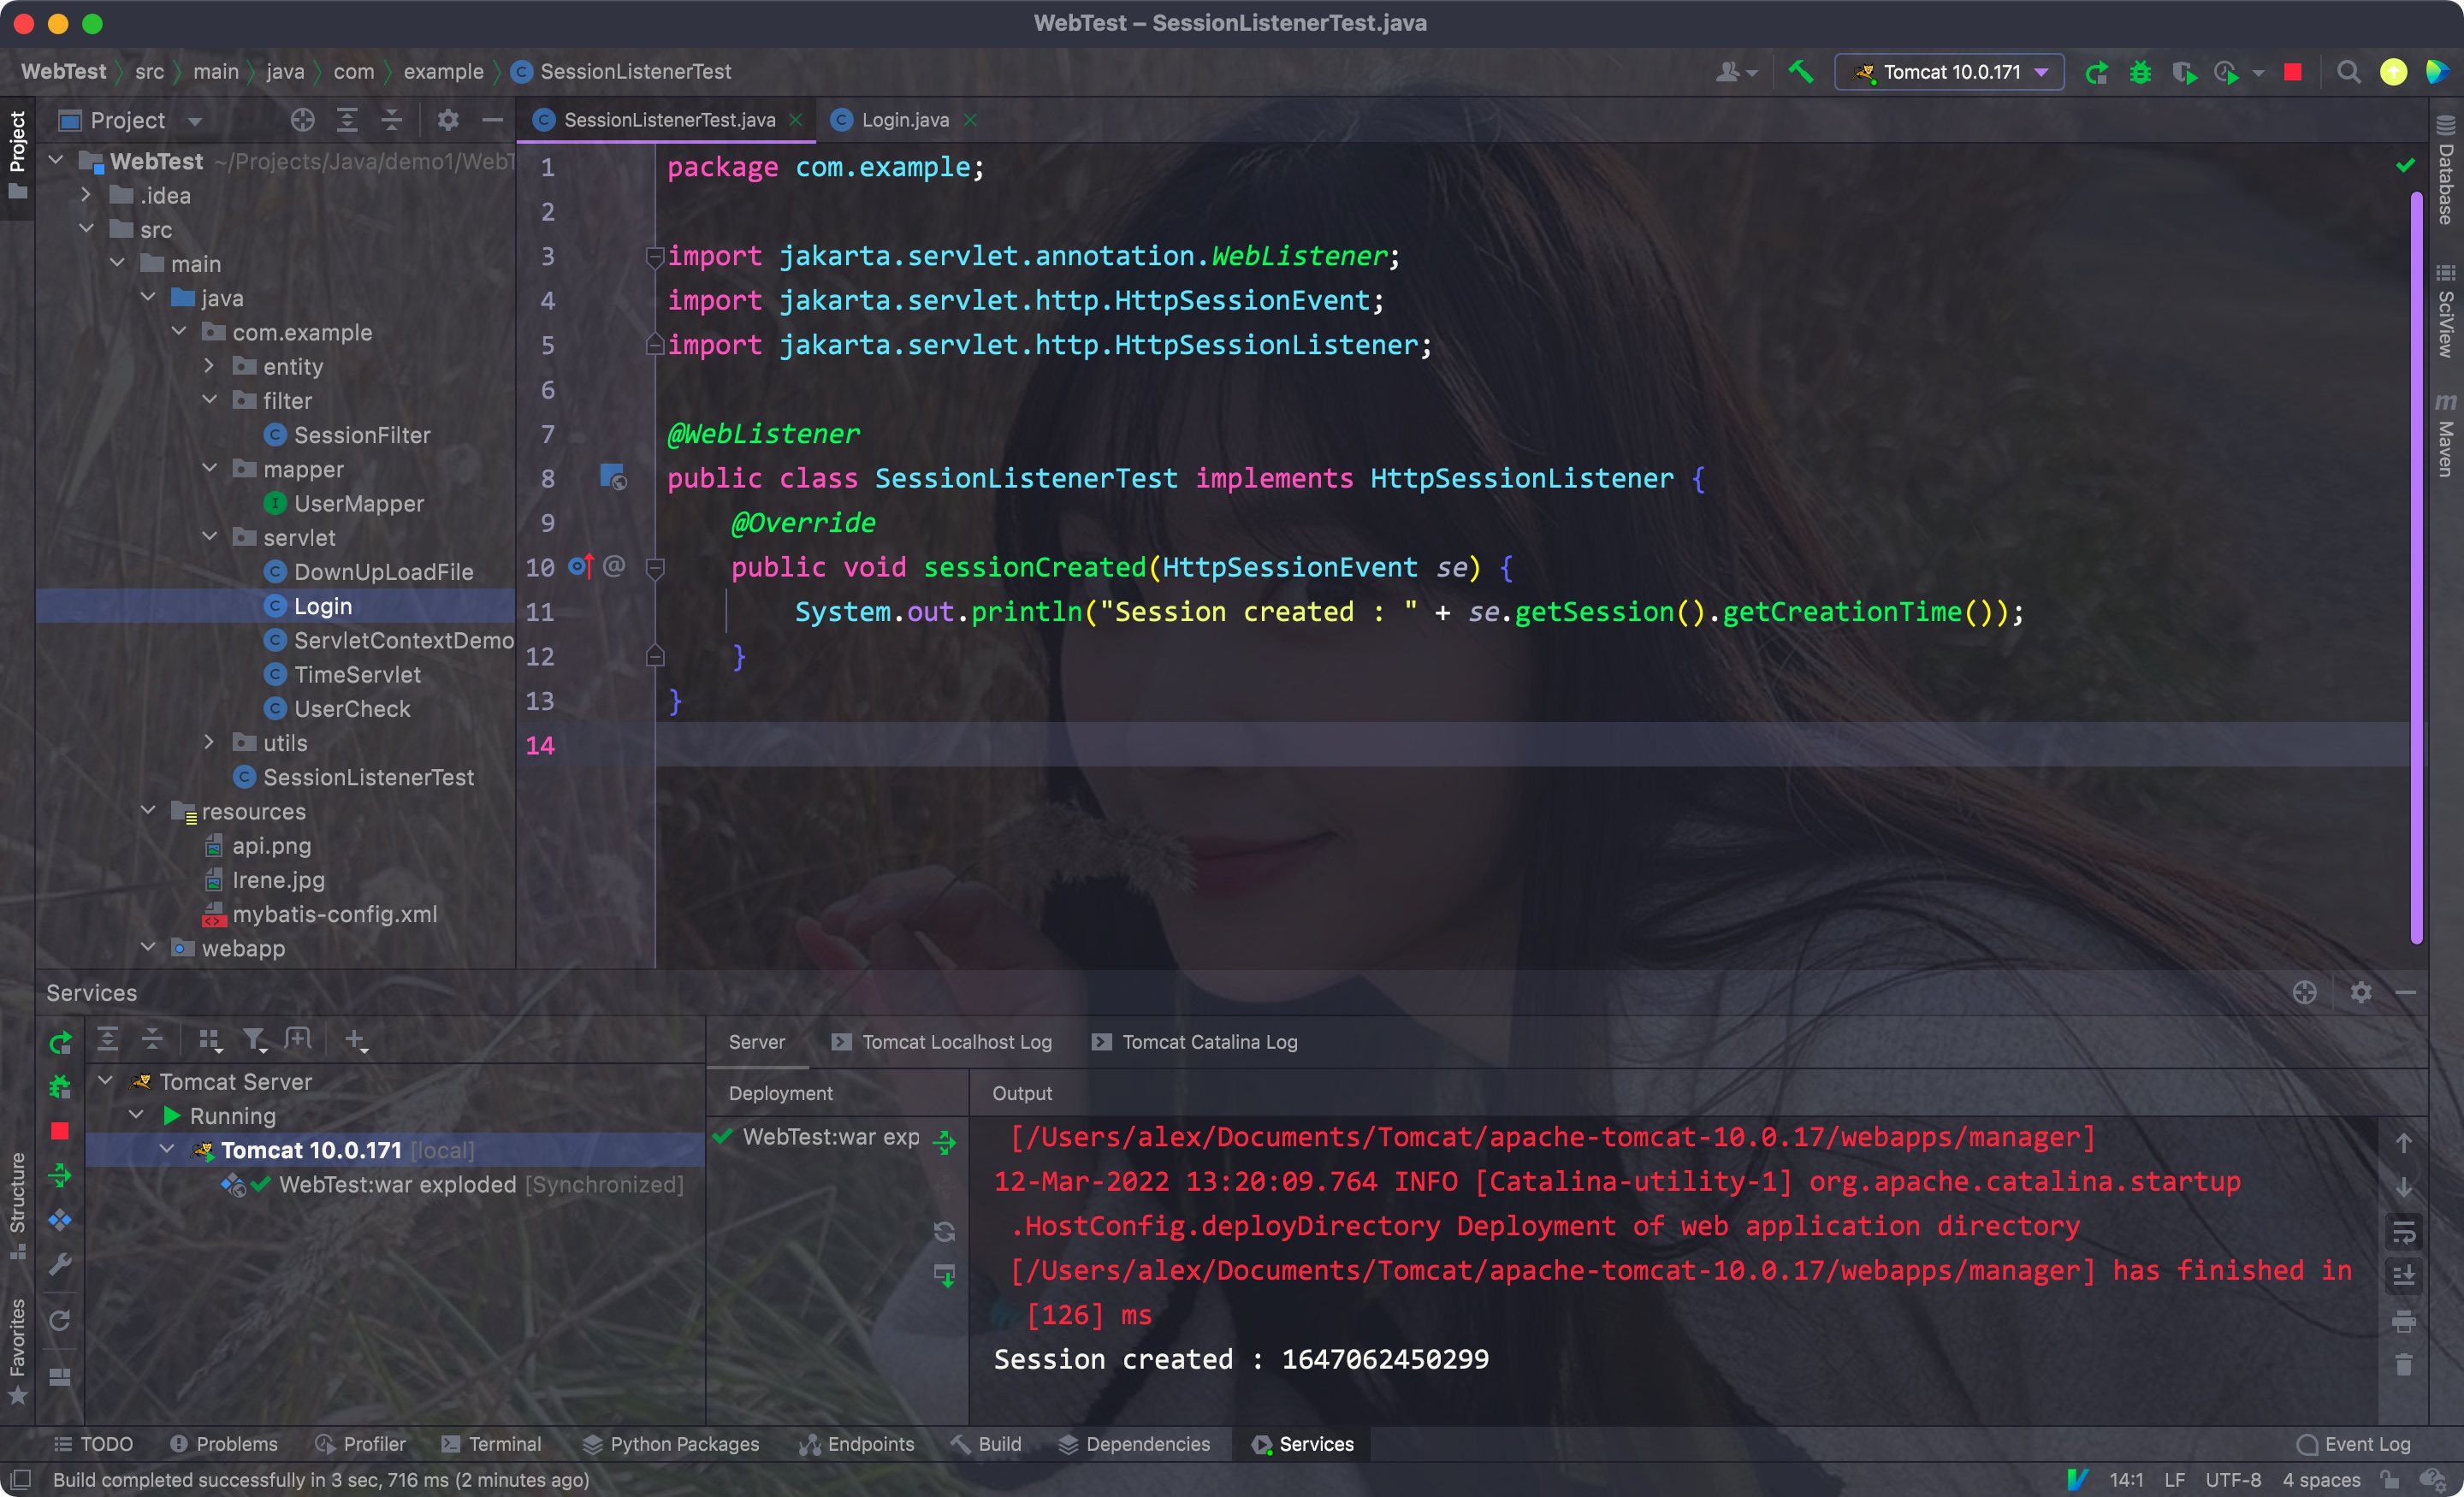 WebTest – SessionListenerTest.java
WebTest src main java com example SessionListenerTest
Tomcat 10.0.171
Project
SessionListenerTest.java
Login.java
Project
WebTest ~/Projects/Java/demo1/WebT
.idea
src
main
java
com.example
entity
filter
SessionFilter
mapper
UserMapper
servlet
DownUpLoadFile
Login
ServletContextDemo
TimeServlet
UserCheck
utils
SessionListenerTest
resources
api.png
Irene.jpg
mybatis-config.xml
webapp
1 package com.example;
2
3 import jakarta.servlet.annotation.WebListener;
4 import jakarta.servlet.http.HttpSessionEvent;
5 import jakarta.servlet.http.HttpSessionListener;
6
7 @WebListener
8 public class SessionListenerTest implements HttpSessionListener {
9 @Override
10 public void sessionCreated(HttpSessionEvent se) {
11 System.out.println("Session created : " + se.getSession().getCreationTime());
12 }
13 }
14
Database
SciView
Maven
Services
Tomcat Server
Running
Tomcat 10.0.171 [local]
WebTest:war exploded [Synchronized]
Server
Tomcat Localhost Log
Tomcat Catalina Log
Deployment
WebTest:war exp
Output
[/Users/alex/Documents/Tomcat/apache-tomcat-10.0.17/webapps/manager]
12-Mar-2022 13:20:09.764 INFO [Catalina-utility-1] org.apache.catalina.startup
.HostConfig.deployDirectory Deployment of web application directory
[/Users/alex/Documents/Tomcat/apache-tomcat-10.0.17/webapps/manager] has finished in
[126] ms
Session created : 1647062450299
Structure
Favorites
TODO
Problems
Profiler
Terminal
Python Packages
Endpoints
Build
Dependencies
Services
Event Log
Build completed successfully in 3 sec, 716 ms (2 minutes ago)
14:1 LF UTF-8 4 spaces